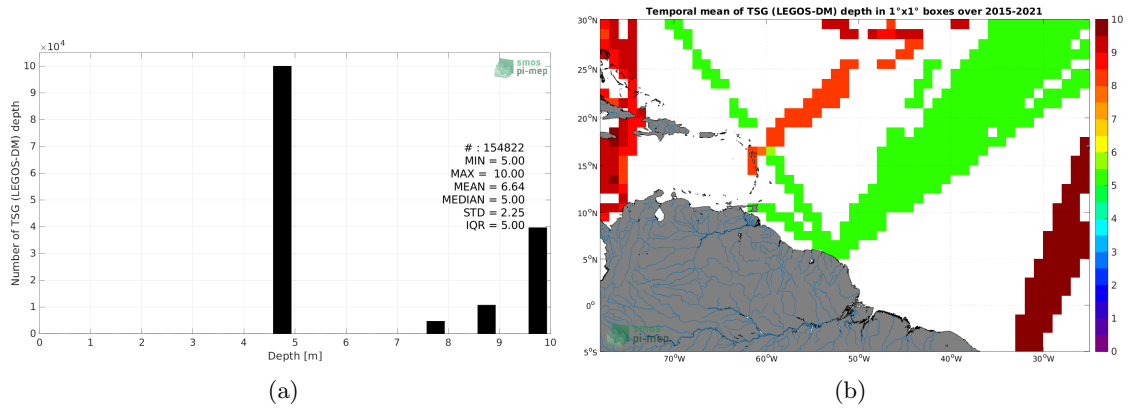 ×10⁴
10
9
8
7
6
5
4
3
2
1
0
Number of TSG (LEGOS-DM) depth
smos
pi-mep
# : 154822
MIN = 5.00
MAX = 10.00
MEAN = 6.64
MEDIAN = 5.00
STD = 2.25
IQR = 5.00
0 1 2 3 4 5 6 7 8 9 10
Depth [m]
(a)
Temporal mean of TSG (LEGOS-DM) depth in 1°x1° boxes over 2015-2021
30°N
25°N
20°N
15°N
10°N
5°N
0°
5°S
70°W 60°W 50°W 40°W 30°W
smos
pi-mep
10
9
8
7
6
5
4
3
2
1
0
(b)